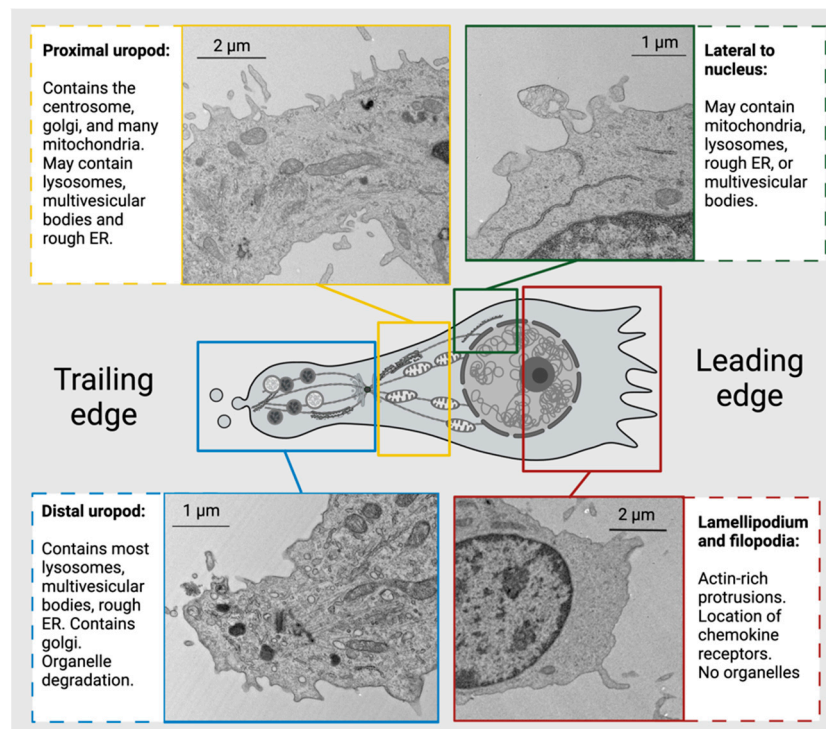 Proximal uropod:
Contains the
centrosome,
golgi, and many
mitochondria.
May contain
lysosomes,
multivesicular
bodies and
rough ER.
2 μm
1 μm
Lateral to
nucleus:
May contain
mitochondria,
lysosomes,
rough ER, or
multivesicular
bodies.
Trailing
edge
Leading
edge
Distal uropod:
Contains most
lysosomes,
multivesicular
bodies, rough
ER. Contains
golgi.
Organelle
degradation.
1 μm
2 μm
Lamellipodium
and filopodia:
Actin-rich
protrusions.
Location of
chemokine
receptors.
No organelles